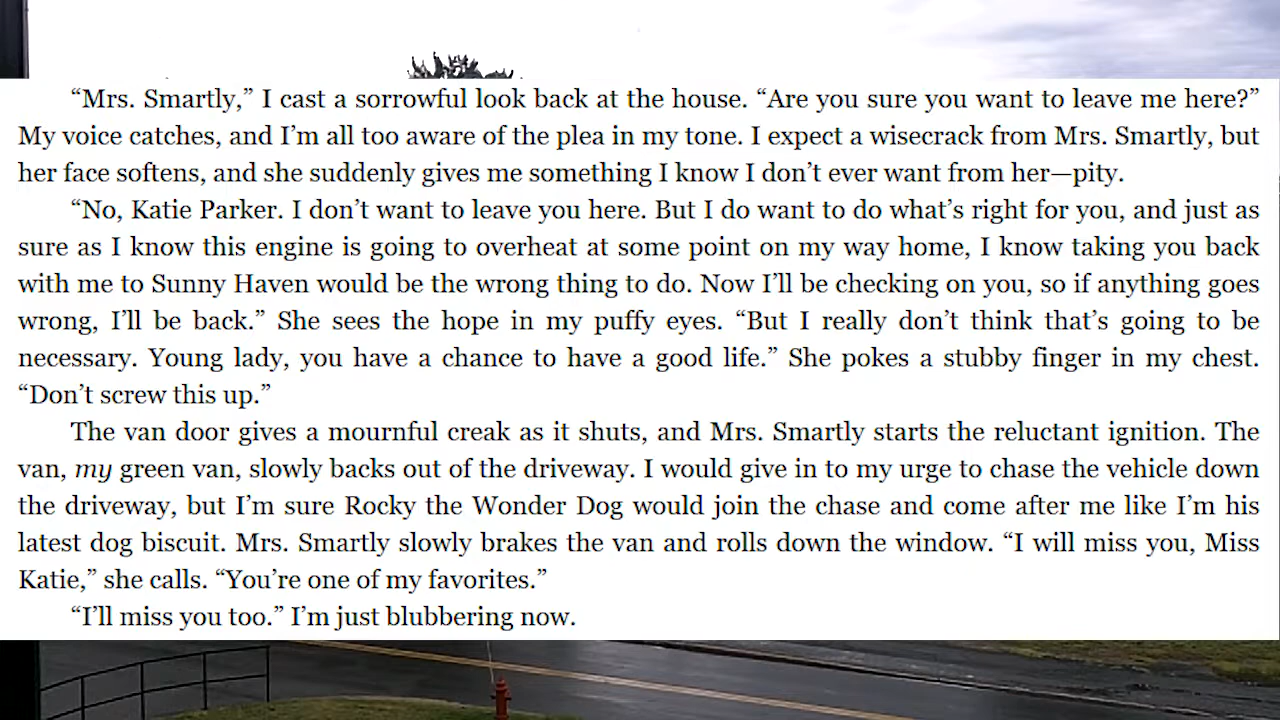 “Mrs. Smartly,” I cast a sorrowful look back at the house. “Are you sure you want to leave me here?”
My voice catches, and I’m all too aware of the plea in my tone. I expect a wisecrack from Mrs. Smartly, but
her face softens, and she suddenly gives me something I know I don’t ever want from her—pity.
“No, Katie Parker. I don’t want to leave you here. But I do want to do what’s right for you, and just as
sure as I know this engine is going to overheat at some point on my way home, I know taking you back
with me to Sunny Haven would be the wrong thing to do. Now I’ll be checking on you, so if anything goes
wrong, I’ll be back.” She sees the hope in my puffy eyes. “But I really don’t think that’s going to be
necessary. Young lady, you have a chance to have a good life.” She pokes a stubby finger in my chest.
“Don’t screw this up.”
The van door gives a mournful creak as it shuts, and Mrs. Smartly starts the reluctant ignition. The
van, my green van, slowly backs out of the driveway. I would give in to my urge to chase the vehicle down
the driveway, but I’m sure Rocky the Wonder Dog would join the chase and come after me like I’m his
latest dog biscuit. Mrs. Smartly slowly brakes the van and rolls down the window. “I will miss you, Miss
Katie,” she calls. “You’re one of my favorites.”
“I’ll miss you too.” I’m just blubbering now.